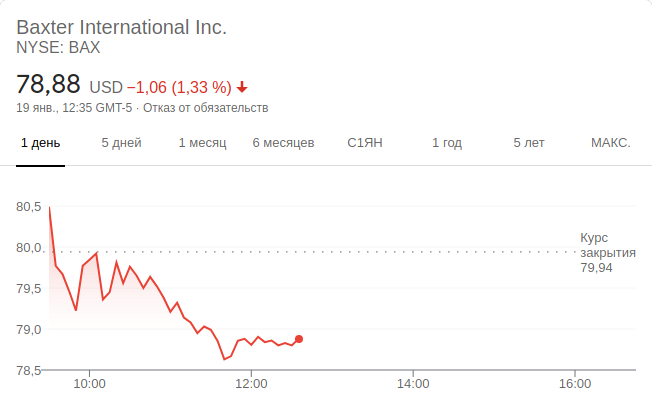 Baxter International Inc.
NYSE: BAX
78,88 USD −1,06 (1,33 %)
19 янв., 12:35 GMT-5 · Отказ от обязательств
1 день 5 дней 1 месяц 6 месяцев С1ЯН 1 год 5 лет МАКС.
80,5
80,0
79,5
79,0
78,5
Курс
закрытия
79,94
10:00 12:00 14:00 16:00